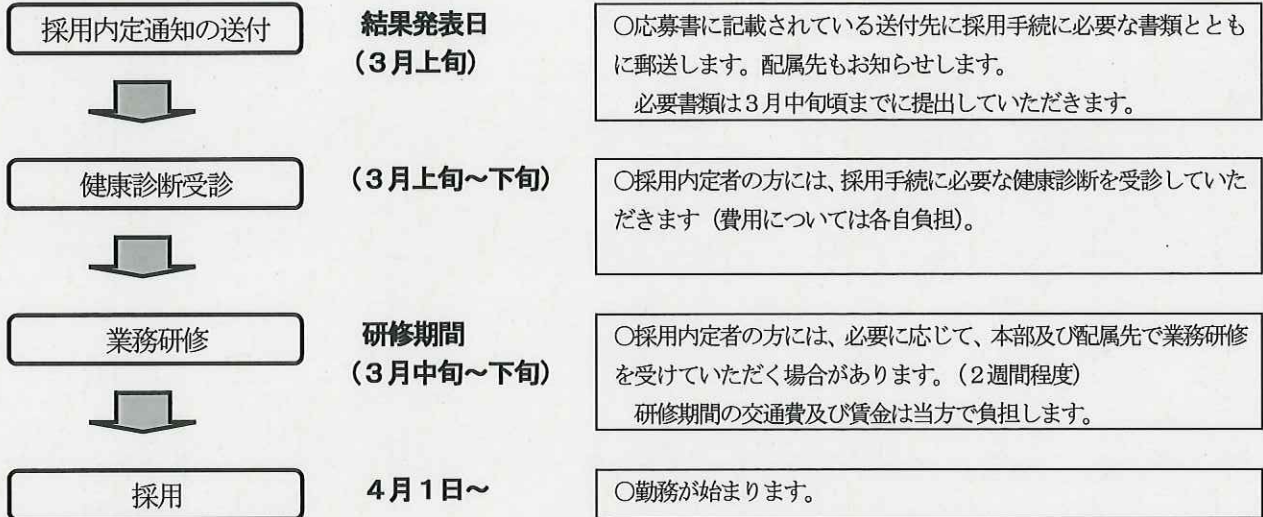 採用内定通知の送付
結果発表日
(3月上旬)
〇応募書に記載されている送付先に採用手続に必要な書類ととも
に郵送します。配属先もお知らせします。
必要書類は3月中旬頃までに提出していただきます。
健康診断受診
(3月上旬～下旬)
〇採用内定者の方には、採用手続に必要な健康診断を受診していた
だきます(費用については各自負担)。
業務研修
研修期間
(3月中旬～下旬)
〇採用内定者の方には、必要に応じて、本部及び配属先で業務研修
を受けていただく場合があります。(2週間程度)
研修期間の交通費及び賃金は当方で負担します。
採用
4月1日～
〇勤務が始まります。